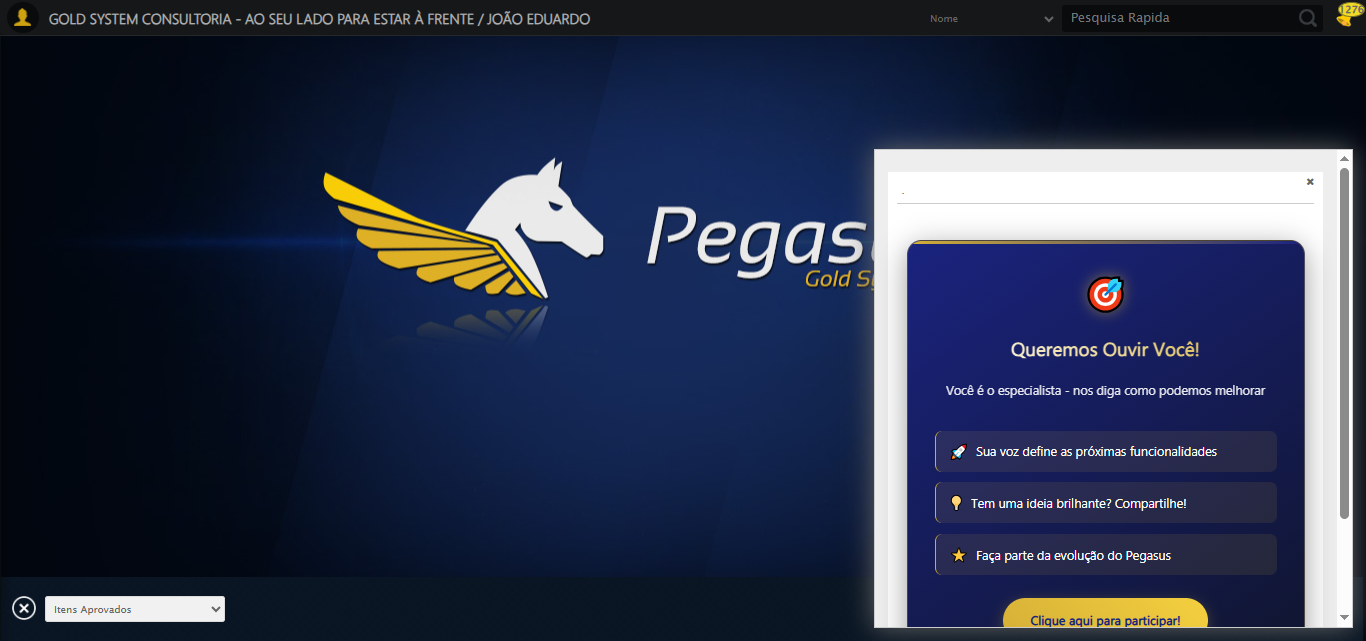 GOLD SYSTEM CONSULTORIA - AO SEU LADO PARA ESTAR À FRENTE / JOÃO EDUARDO
Nome
Pesquisa Rapida
1276
Pegas
Gold S
.
Queremos Ouvir Você!
Você é o especialista - nos diga como podemos melhorar
Sua voz define as próximas funcionalidades
Tem uma ideia brilhante? Compartilhe!
Faça parte da evolução do Pegasus
Clique aqui para participar!
Itens Aprovados